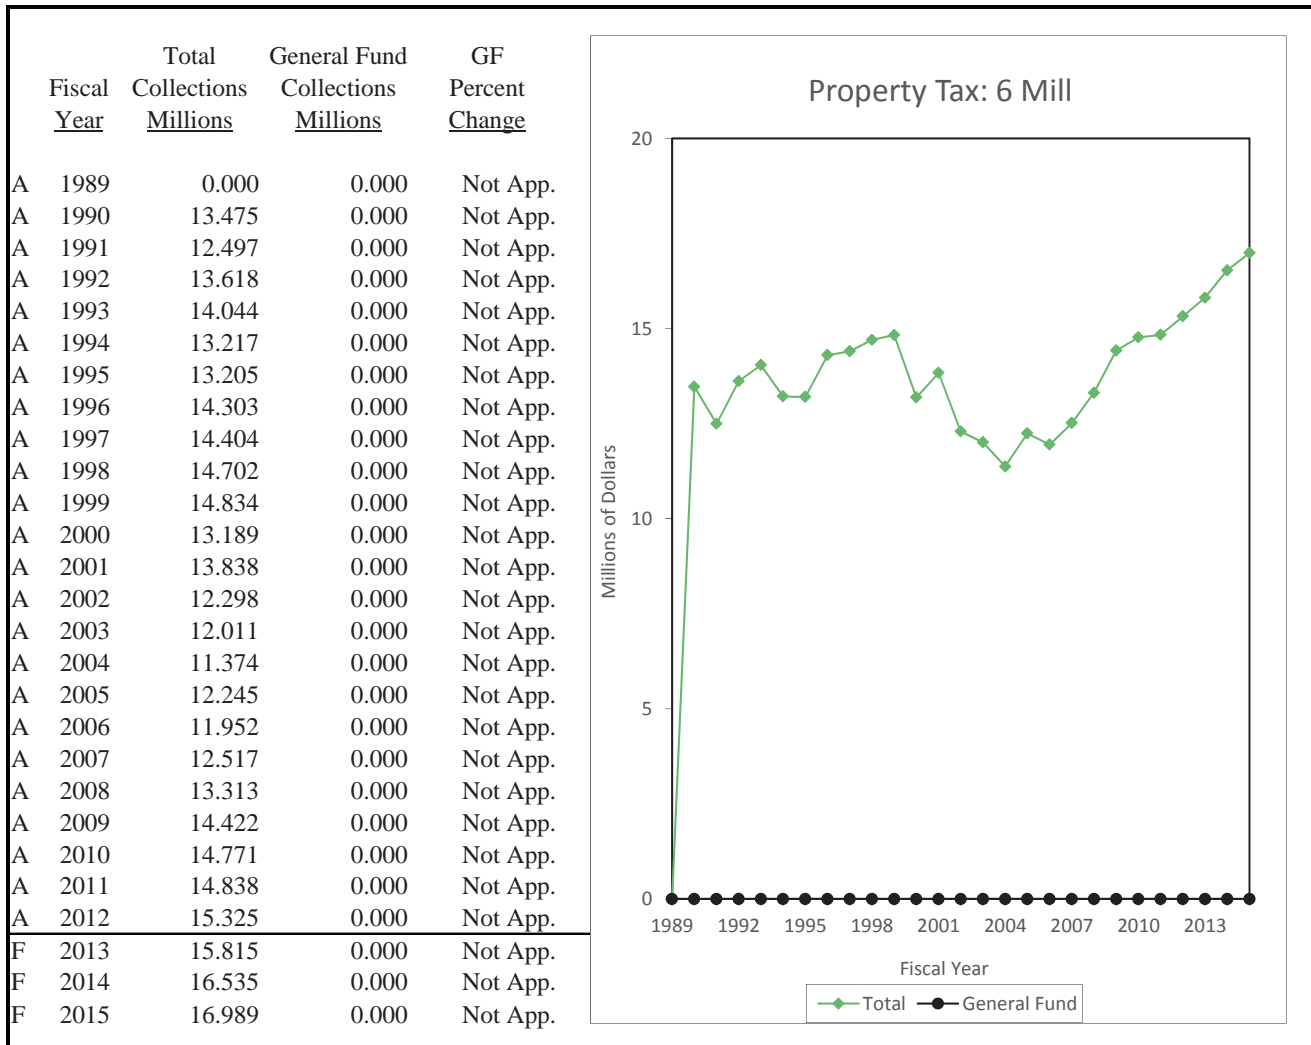 Total General Fund GF
Fiscal Collections Collections Percent
Year Millions Millions Change
A 1989 0.000 0.000 Not App.
A 1990 13.475 0.000 Not App.
A 1991 12.497 0.000 Not App.
A 1992 13.618 0.000 Not App.
A 1993 14.044 0.000 Not App.
A 1994 13.217 0.000 Not App.
A 1995 13.205 0.000 Not App.
A 1996 14.303 0.000 Not App.
A 1997 14.404 0.000 Not App.
A 1998 14.702 0.000 Not App.
A 1999 14.834 0.000 Not App.
A 2000 13.189 0.000 Not App.
A 2001 13.838 0.000 Not App.
A 2002 12.298 0.000 Not App.
A 2003 12.011 0.000 Not App.
A 2004 11.374 0.000 Not App.
A 2005 12.245 0.000 Not App.
A 2006 11.952 0.000 Not App.
A 2007 12.517 0.000 Not App.
A 2008 13.313 0.000 Not App.
A 2009 14.422 0.000 Not App.
A 2010 14.771 0.000 Not App.
A 2011 14.838 0.000 Not App.
A 2012 15.325 0.000 Not App.
F 2013 15.815 0.000 Not App.
F 2014 16.535 0.000 Not App.
F 2015 16.989 0.000 Not App.
Property Tax: 6 Mill
20
15
10
5
0
Millions of Dollars
1989 1992 1995 1998 2001 2004 2007 2010 2013
Fiscal Year
Total General Fund